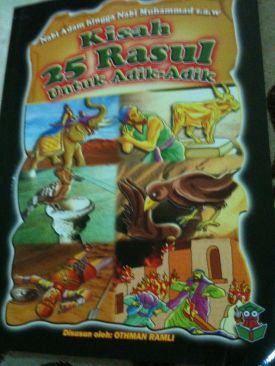 Nabi Adam hingga Nabi Muhammad s.a.w
Kisah
25 Rasul
Untuk Adik-Adik
Disusun oleh: OTHMAN RAMLI